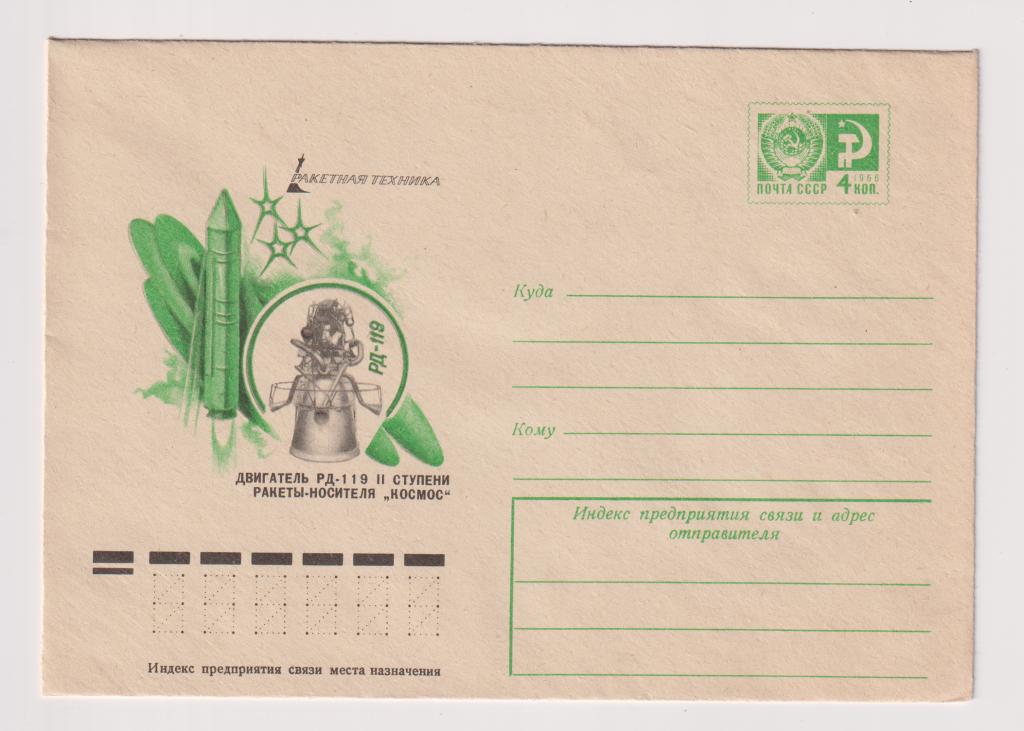 РАКЕТНАЯ ТЕХНИКА
ПОЧТА СССР 4 1966 КОП.
РД-119
ДВИГАТЕЛЬ РД-119 II СТУПЕНИ
РАКЕТЫ-НОСИТЕЛЯ „КОСМОС“
Куда
Кому
Индекс предприятия связи и адрес
отправителя
Индекс предприятия связи места назначения